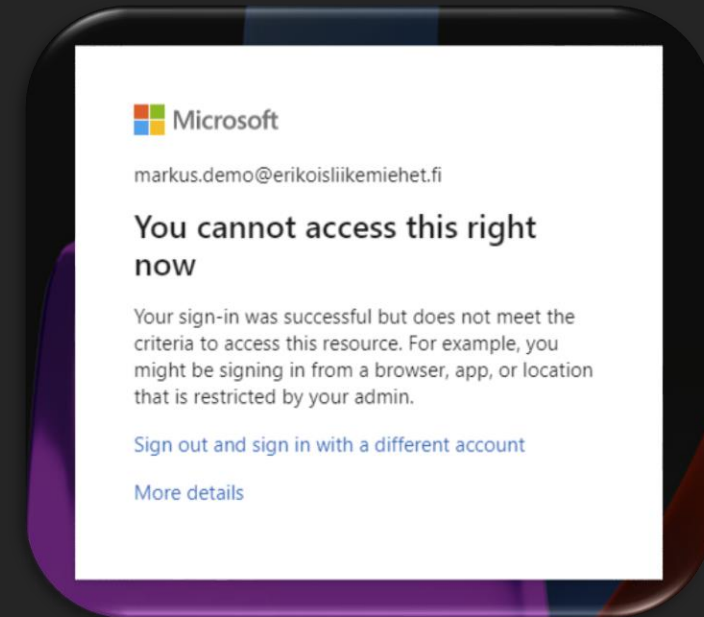 Microsoft
markus.demo@erikoisliikemiehet.fi
You cannot access this right
now
Your sign-in was successful but does not meet the
criteria to access this resource. For example, you
might be signing in from a browser, app, or location
that is restricted by your admin.
Sign out and sign in with a different account
More details